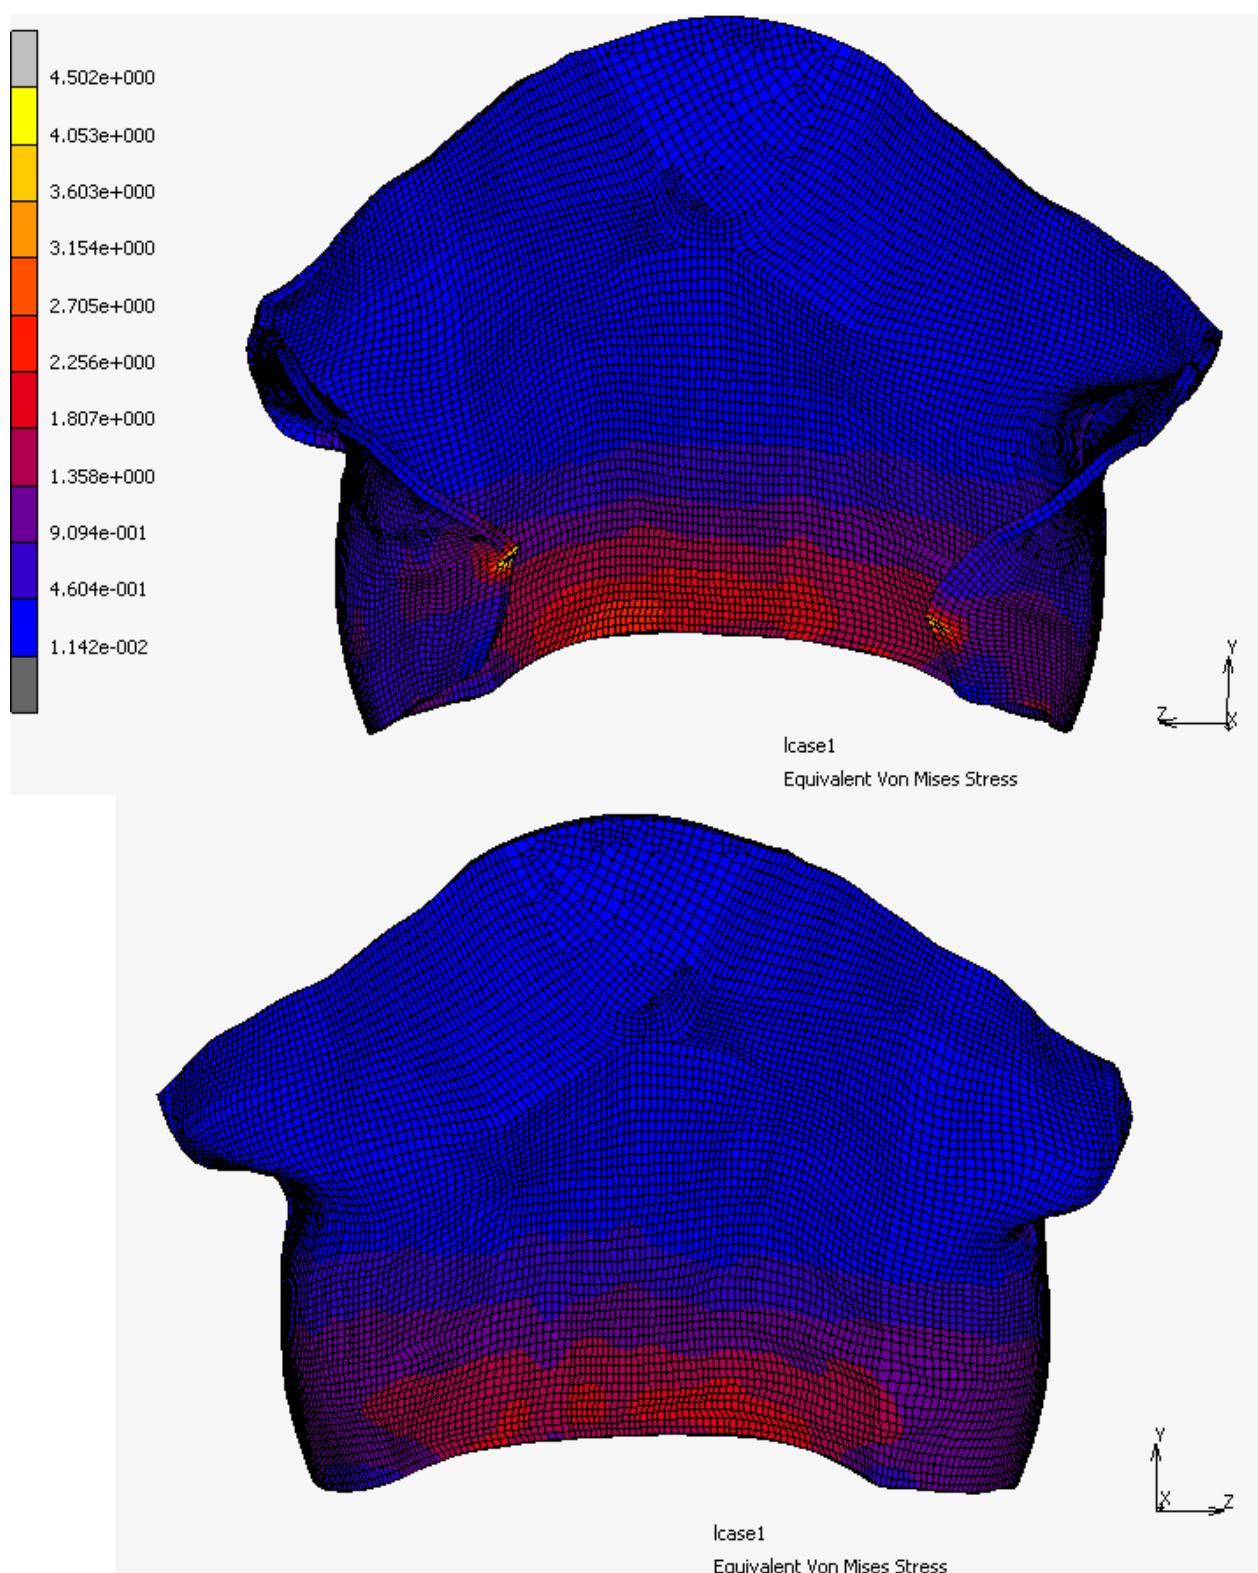 4.502e+000
4.053e+000
3.603e+000
3.154e+000
2.705e+000
2.256e+000
1.807e+000
1.358e+000
9.094e-001
4.604e-001
1.142e-002
Y
Z
X
lcase1
Equivalent Von Mises Stress
Y
X
Z
lcase1
Equivalent Von Mises Stress